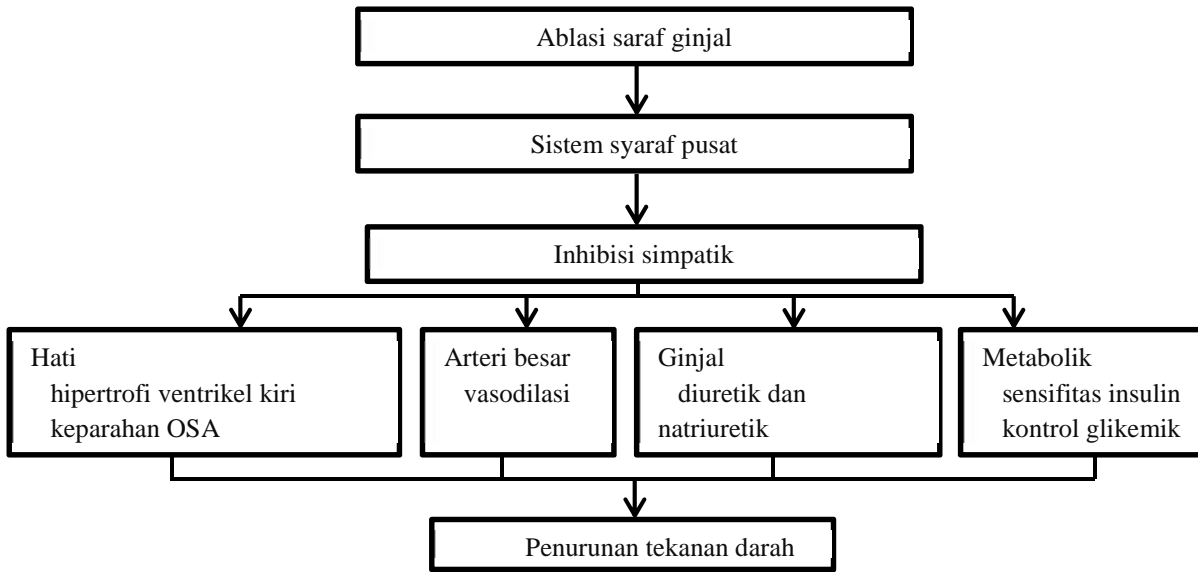 Ablasi saraf ginjal
Sistem syaraf pusat
Inhibisi simpatik
Hati
hipertrofi ventrikel kiri
keparahan OSA
Arteri besar
vasodilasi
Ginjal
diuretik dan
natriuretik
Metabolik
sensifitas insulin
kontrol glikemik
Penurunan tekanan darah